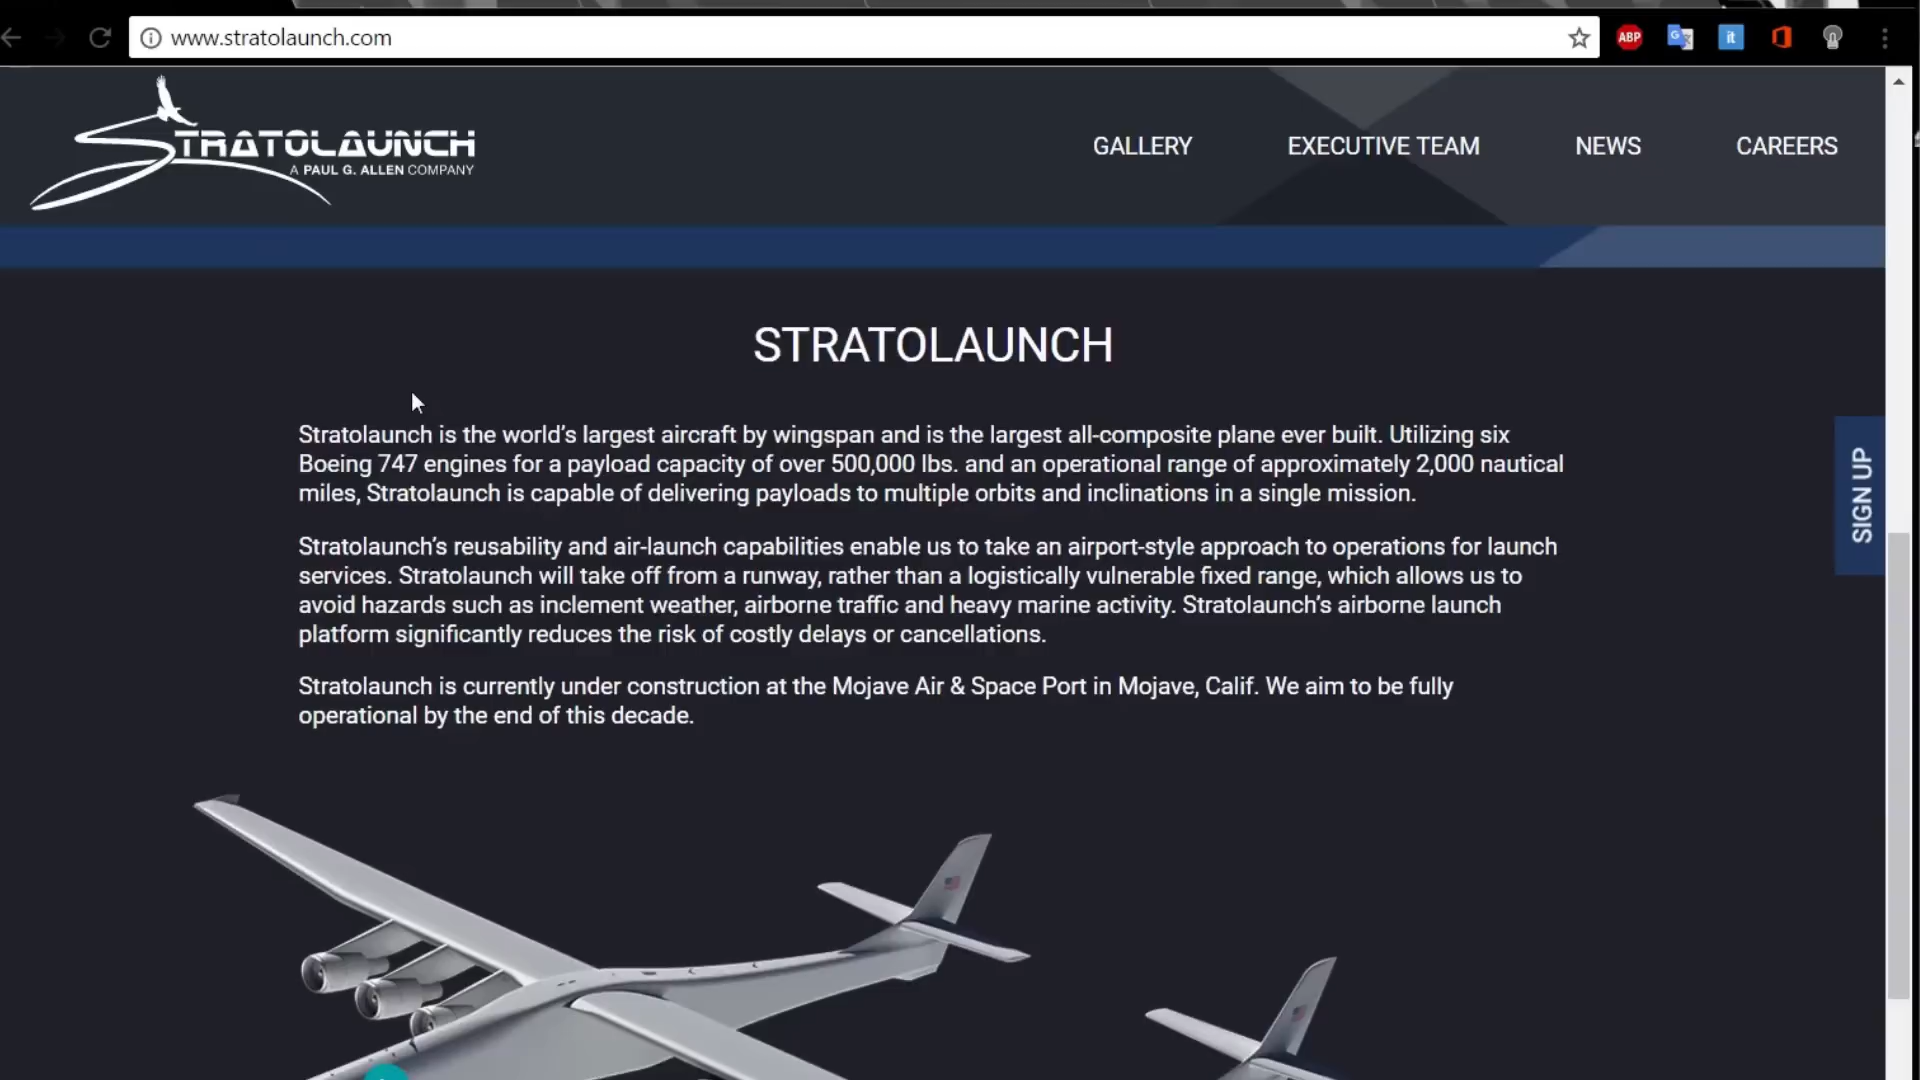 www.stratolaunch.com
ABP
it
STRATOLAUNCH
A PAUL G. ALLEN COMPANY
GALLERY
EXECUTIVE TEAM
NEWS
CAREERS
STRATOLAUNCH
Stratolaunch is the world’s largest aircraft by wingspan and is the largest all-composite plane ever built. Utilizing six
Boeing 747 engines for a payload capacity of over 500,000 lbs. and an operational range of approximately 2,000 nautical
miles, Stratolaunch is capable of delivering payloads to multiple orbits and inclinations in a single mission.
SIGN UP
Stratolaunch’s reusability and air-launch capabilities enable us to take an airport-style approach to operations for launch
services. Stratolaunch will take off from a runway, rather than a logistically vulnerable fixed range, which allows us to
avoid hazards such as inclement weather, airborne traffic and heavy marine activity. Stratolaunch’s airborne launch
platform significantly reduces the risk of costly delays or cancellations.
Stratolaunch is currently under construction at the Mojave Air & Space Port in Mojave, Calif. We aim to be fully
operational by the end of this decade.